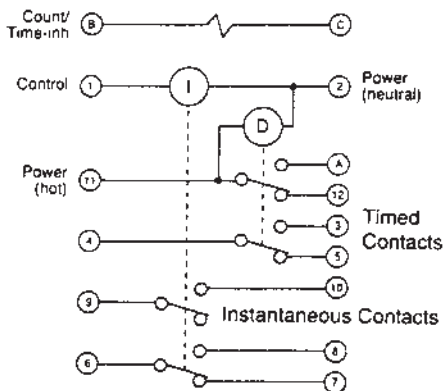 Count/
Time-inh
B
C
Control
1
I
2
Power
(neutral)
D
A
Power
(hot)
11
12
3
Timed
Contacts
4
5
10
9
Instantaneous Contacts
8
6
7